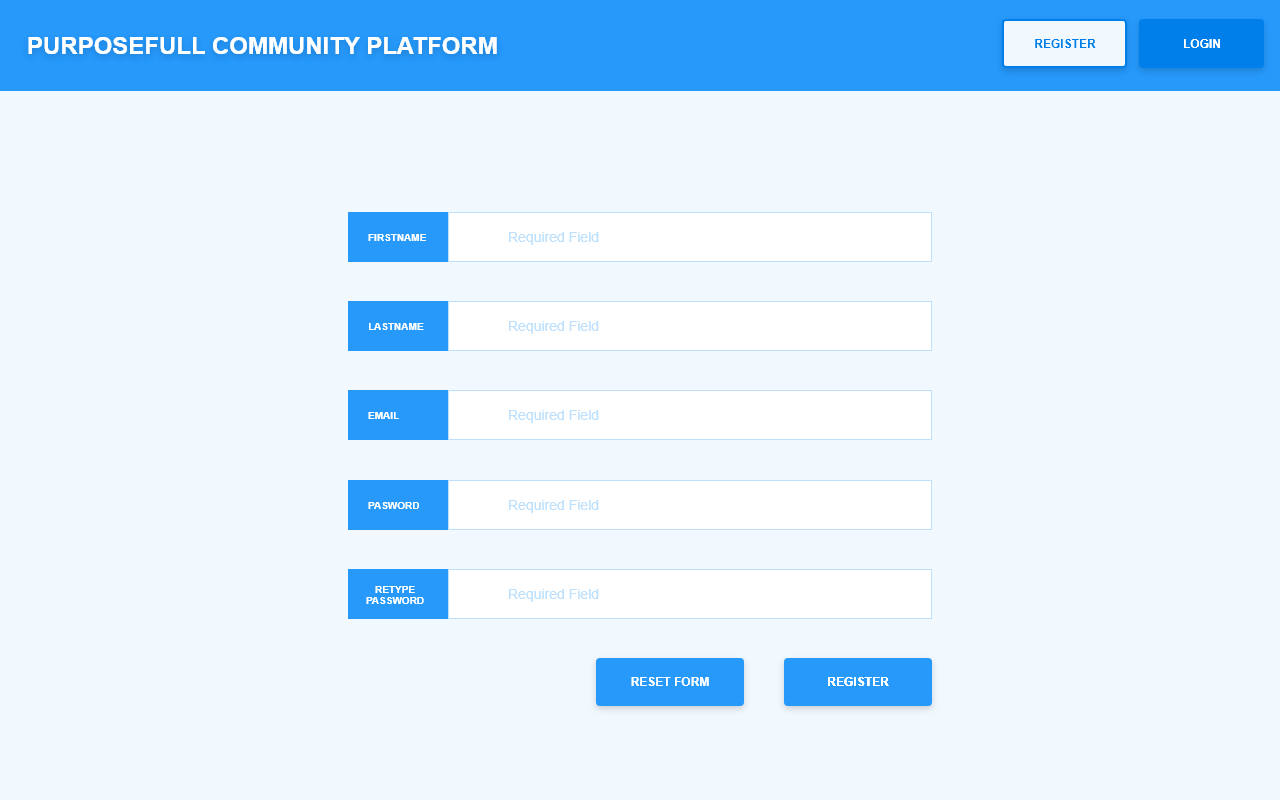 PURPOSEFULL COMMUNITY PLATFORM
REGISTER
LOGIN
FIRSTNAME
Required Field
LASTNAME
Required Field
EMAIL
Required Field
PASWORD
Required Field
RETYPE
PASSWORD
Required Field
RESET FORM
REGISTER